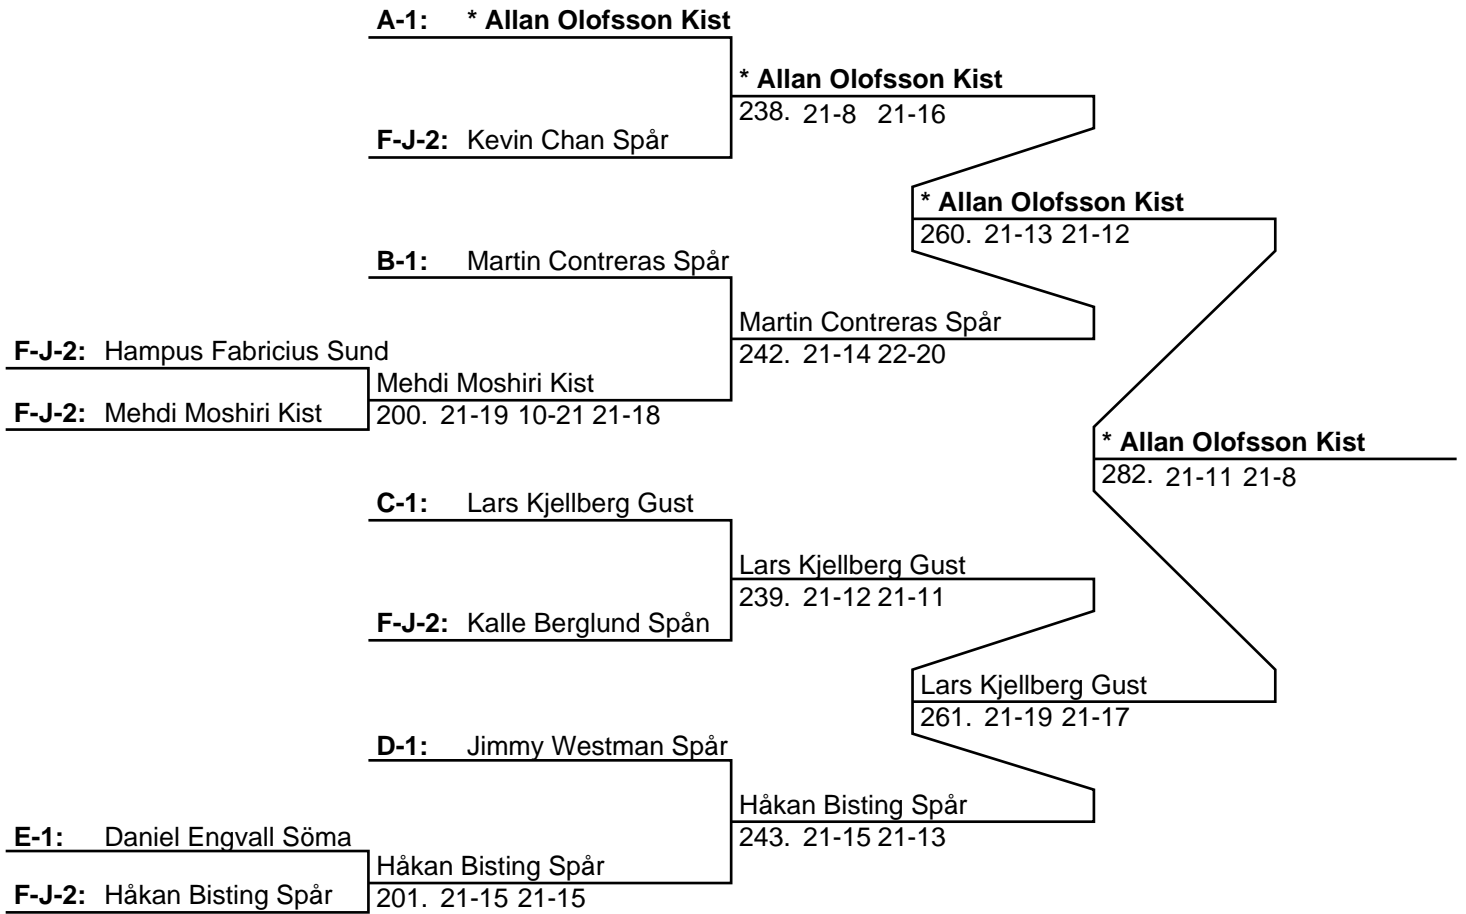 A-1: * Allan Olofsson Kist
* Allan Olofsson Kist
238. 21-8 21-16
F-J-2: Kevin Chan Spår
* Allan Olofsson Kist
260. 21-13 21-12
B-1: Martin Contreras Spår
Martin Contreras Spår
242. 21-14 22-20
F-J-2: Hampus Fabricius Sund
Mehdi Moshiri Kist
200. 21-19 10-21 21-18
F-J-2: Mehdi Moshiri Kist
* Allan Olofsson Kist
282. 21-11 21-8
C-1: Lars Kjellberg Gust
Lars Kjellberg Gust
239. 21-12 21-11
F-J-2: Kalle Berglund Spån
Lars Kjellberg Gust
261. 21-19 21-17
D-1: Jimmy Westman Spår
Håkan Bisting Spår
243. 21-15 21-13
E-1: Daniel Engvall Söma
Håkan Bisting Spår
201. 21-15 21-15
F-J-2: Håkan Bisting Spår